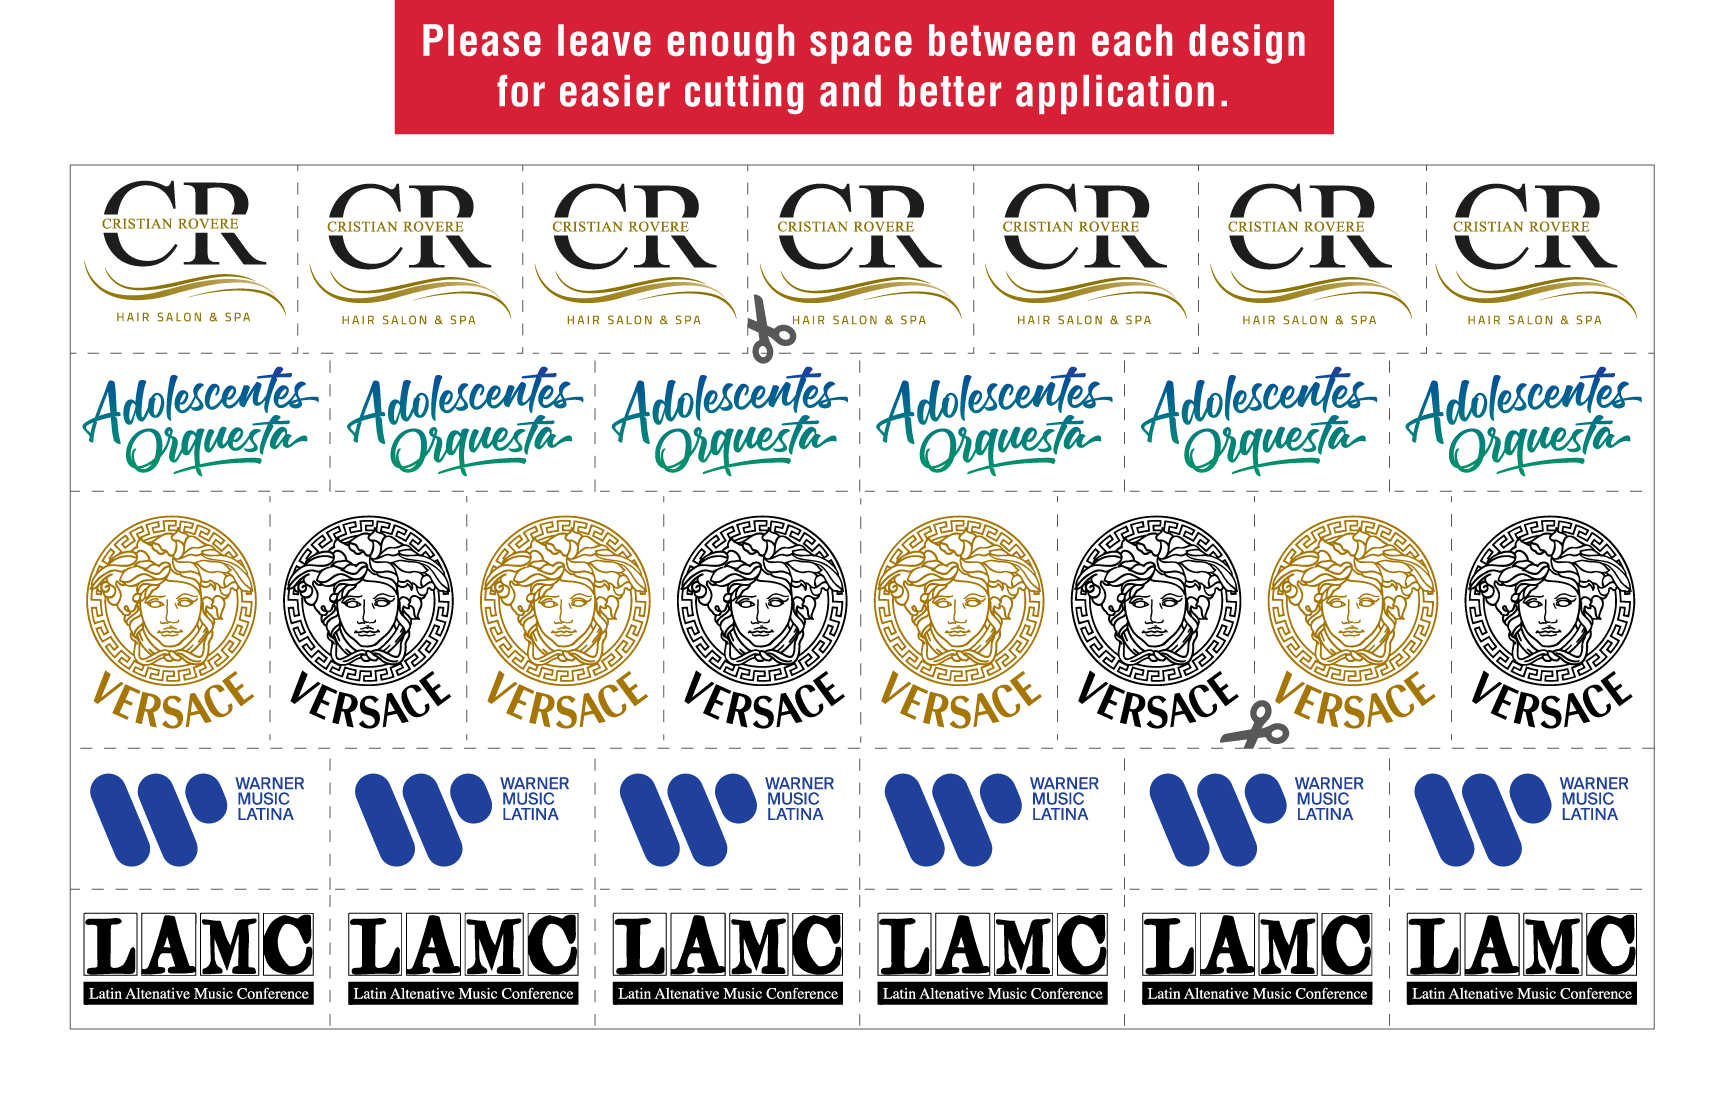 Please leave enough space between each design
for easier cutting and better application.
CR CR CR CR CR CR CR
CRISTIAN ROVERE CRISTIAN ROVERE CRISTIAN ROVERE CRISTIAN ROVERE CRISTIAN ROVERE CRISTIAN ROVERE CRISTIAN ROVERE
HAIR SALON & SPA HAIR SALON & SPA HAIR SALON & SPA HAIR SALON & SPA HAIR SALON & SPA HAIR SALON & SPA HAIR SALON & SPA
Adolescentes Adolescentes Adolescentes Adolescentes Adolescentes Adolescentes
Orquesta Orquesta Orquesta Orquesta Orquesta Orquesta
VERSACE VERSACE VERSACE VERSACE VERSACE VERSACE VERSACE VERSACE
WARNER WARNER WARNER WARNER WARNER WARNER
MUSIC MUSIC MUSIC MUSIC MUSIC MUSIC
LATINA LATINA LATINA LATINA LATINA LATINA
LAMC LAMC LAMC LAMC LAMC LAMC
Latin Altenative Music Conference Latin Altenative Music Conference Latin Altenative Music Conference Latin Altenative Music Conference Latin Altenative Music Conference Latin Altenative Music Conference